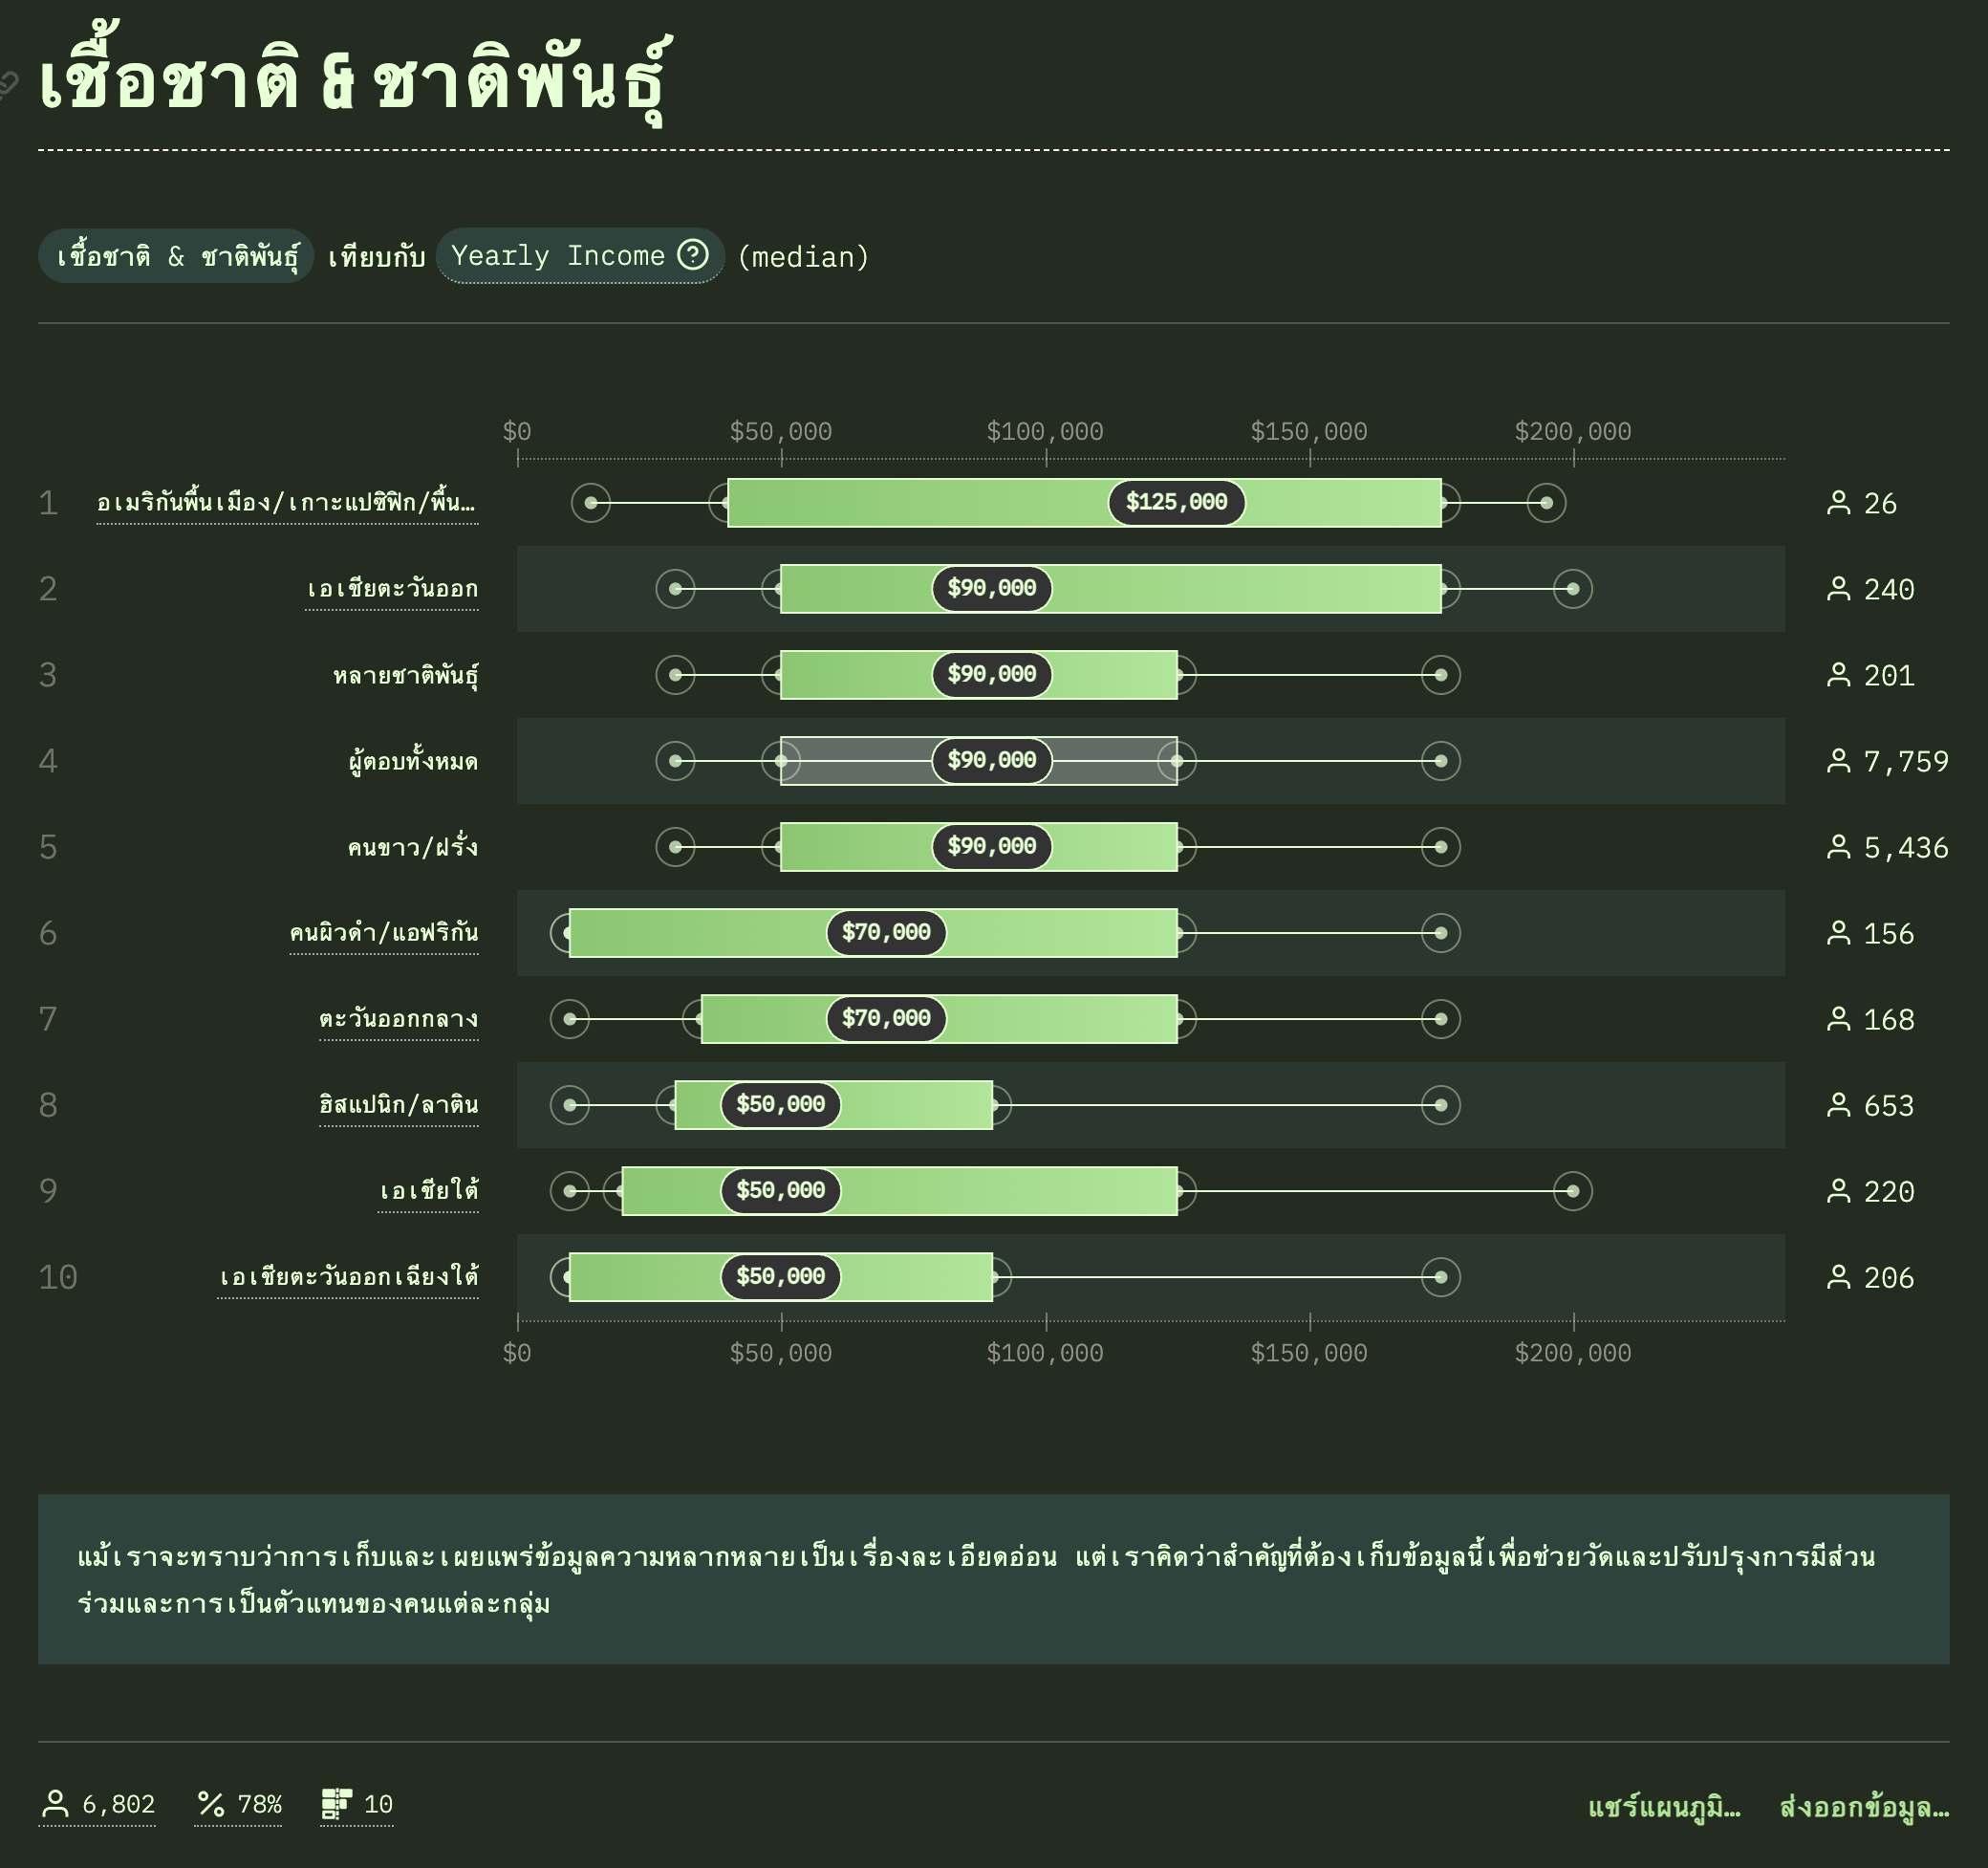 เชื้อชาติ & ชาติพันธุ์
เชื้อชาติ & ชาติพันธุ์ เทียบกับ Yearly Income (median)
$0 $50,000 $100,000 $150,000 $200,000
1 อเมริกันพื้นเมือง/เกาะแปซิฟิก/พื้น… $125,000 26
2 เอเชียตะวันออก $90,000 240
3 หลายชาติพันธุ์ $90,000 201
4 ผู้ตอบทั้งหมด $90,000 7,759
5 คนขาว/ฝรั่ง $90,000 5,436
6 คนผิวดำ/แอฟริกัน $70,000 156
7 ตะวันออกกลาง $70,000 168
8 ฮิสแปนิก/ลาติน $50,000 653
9 เอเชียใต้ $50,000 220
10 เอเชียตะวันออกเฉียงใต้ $50,000 206
$0 $50,000 $100,000 $150,000 $200,000
แม้เราจะทราบว่าการเก็บและเผยแพร่ข้อมูลความหลากหลายเป็นเรื่องละเอียดอ่อน แต่เราคิดว่าสำคัญที่ต้องเก็บข้อมูลนี้เพื่อช่วยวัดและปรับปรุงการมีส่วน
ร่วมและการเป็นตัวแทนของคนแต่ละกลุ่ม
6,802 78% 10 แชร์แผนภูมิ… ส่งออกข้อมูล…